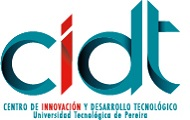 cidt
CENTRO DE INNOVACIÓN Y DESARROLLO TECNOLÓGICO
Universidad Tecnológica de Pereira